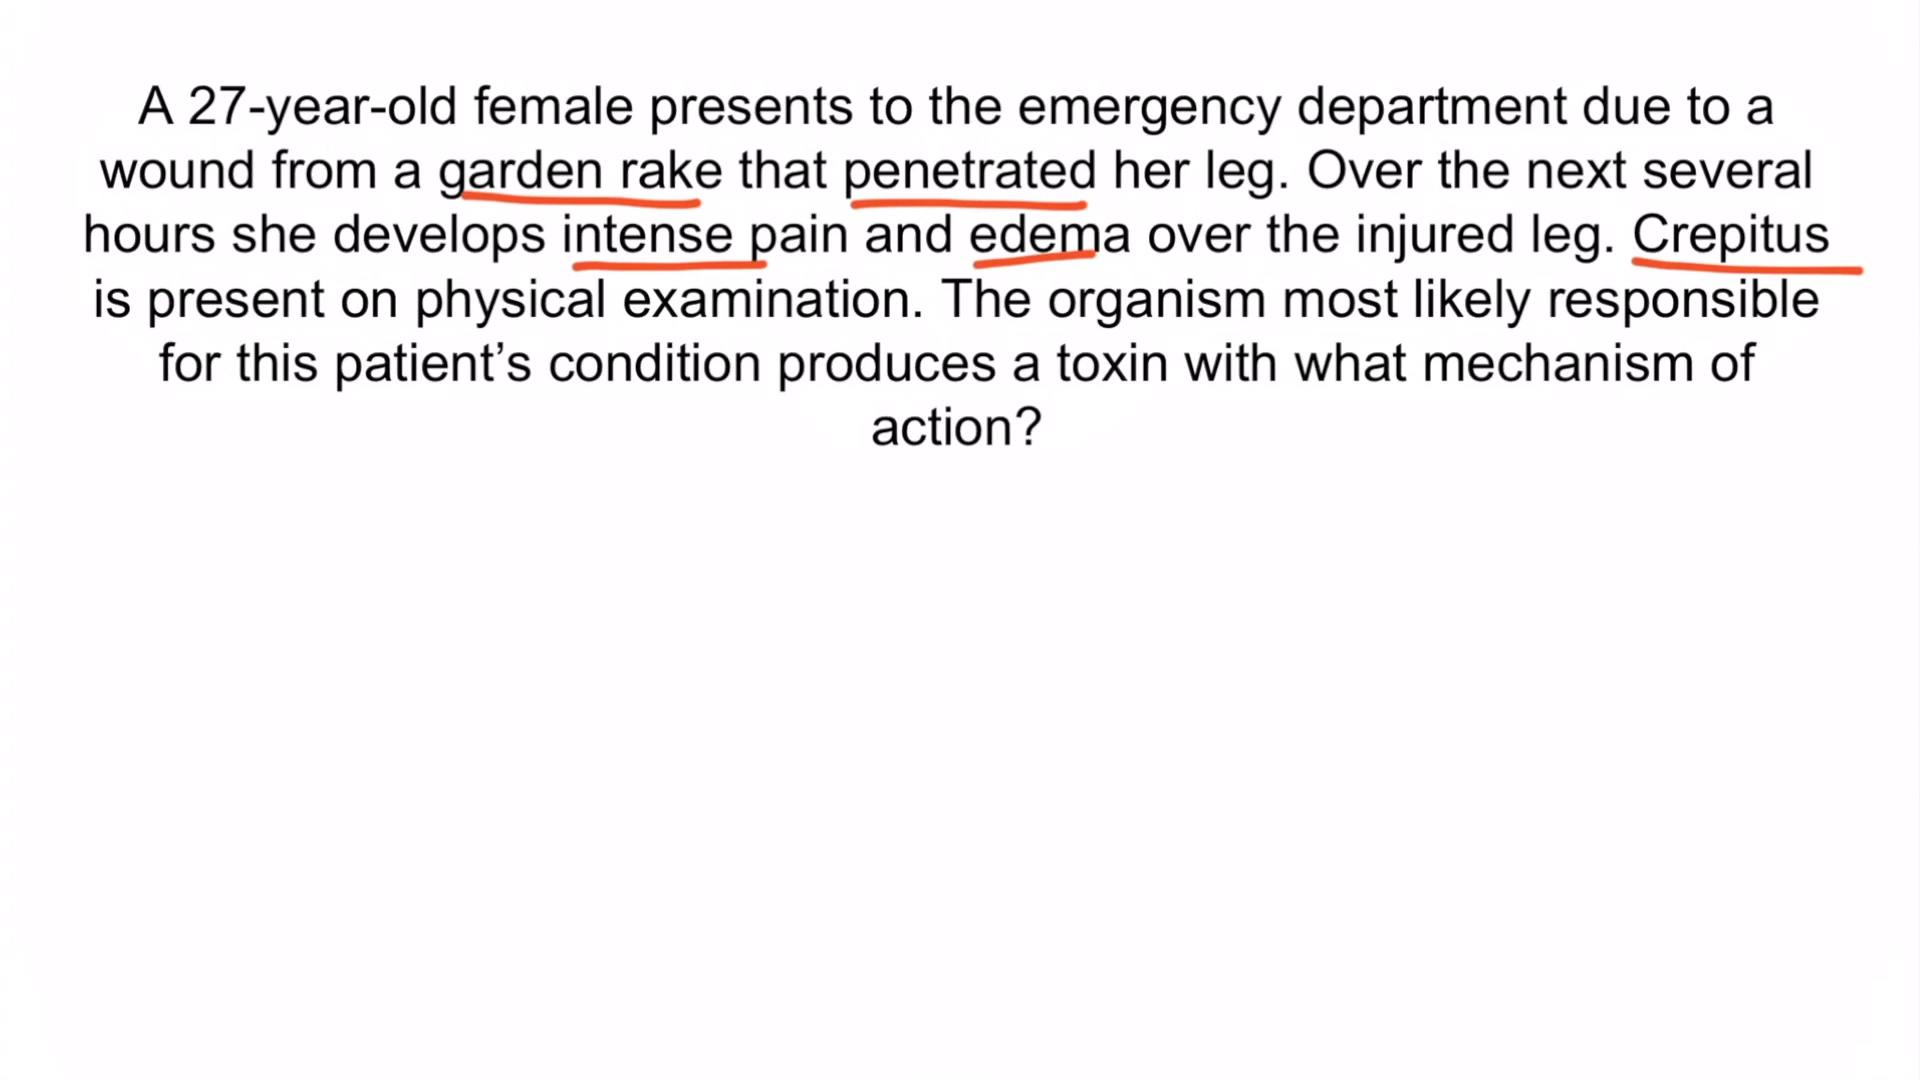 A 27-year-old female presents to the emergency department due to a
wound from a garden rake that penetrated her leg. Over the next several
hours she develops intense pain and edema over the injured leg. Crepitus
is present on physical examination. The organism most likely responsible
for this patient’s condition produces a toxin with what mechanism of
action?